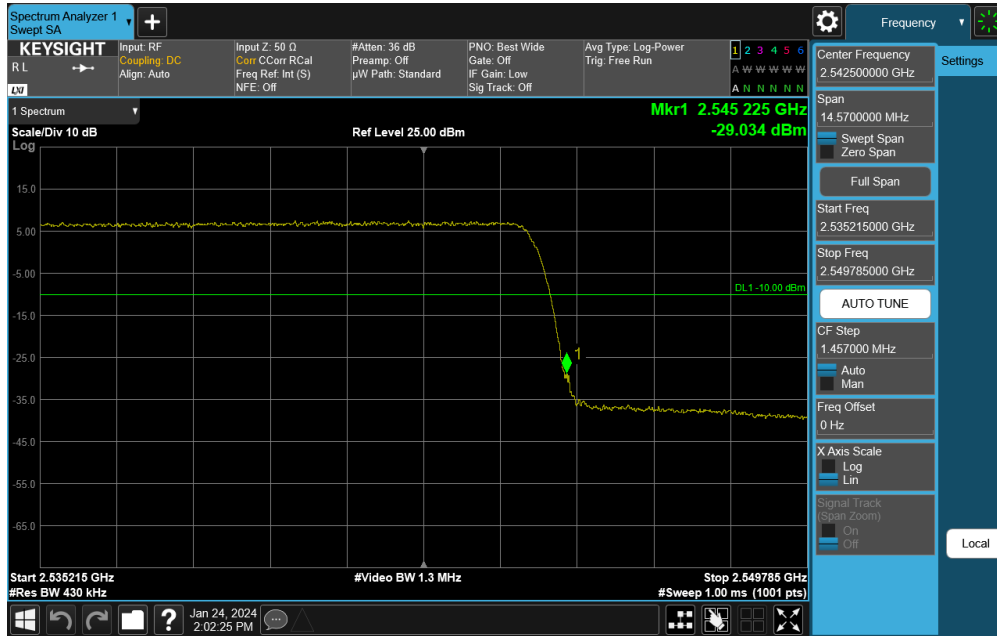 Spectrum Analyzer 1
Swept SA
Frequency
KEYSIGHT
R L
LXI
Input: RF
Coupling: DC
Align: Auto
Input Z: 50 Ω
Corr CCorr RCal
Freq Ref: Int (S)
NFE: Off
#Atten: 36 dB
Preamp: Off
µW Path: Standard
PNO: Best Wide
Gate: Off
IF Gain: Low
Sig Track: Off
Avg Type: Log-Power
Trig: Free Run
1 2 3 4 5 6
A W W W W W
A N N N N N
1 Spectrum
Scale/Div 10 dB
Log
Ref Level 25.00 dBm
Mkr1 2.545 225 GHz
-29.034 dBm
15.0
5.00
-5.00
-15.0
-25.0
-35.0
-45.0
-55.0
-65.0
DL1 -10.00 dBm
1
Start 2.535215 GHz
#Res BW 430 kHz
#Video BW 1.3 MHz
Stop 2.549785 GHz
#Sweep 1.00 ms (1001 pts)
Center Frequency
2.542500000 GHz
Span
14.5700000 MHz
Swept Span
Zero Span
Full Span
Start Freq
2.535215000 GHz
Stop Freq
2.549785000 GHz
AUTO TUNE
CF Step
1.457000 MHz
Auto
Man
Freq Offset
0 Hz
X Axis Scale
Log
Lin
Signal Track
(Span Zoom)
On
Off
Settings
Local
?
Jan 24, 2024
2:02:25 PM